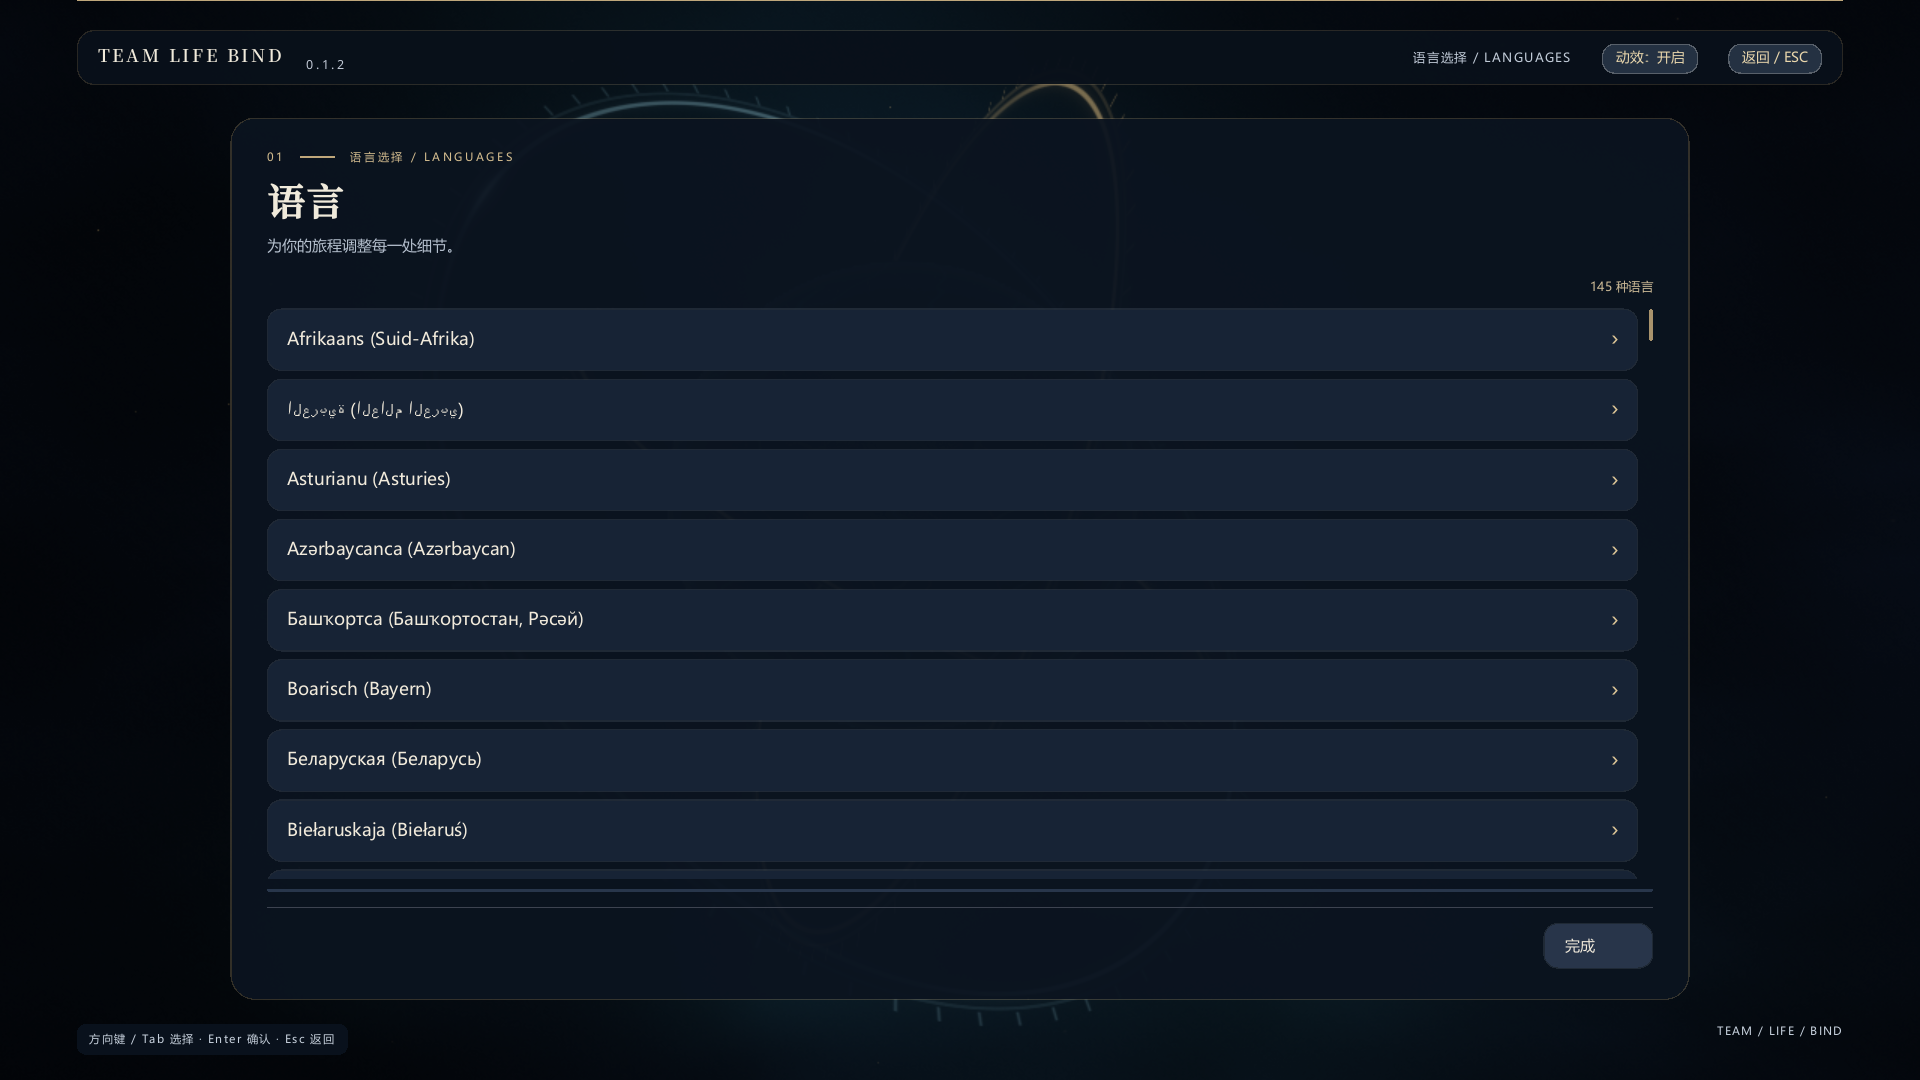 TEAM LIFE BIND 0.1.2
语言选择 / LANGUAGES
动效：开启
返回 / ESC
01 语言选择 / LANGUAGES
语言
为你的旅程调整每一处细节。
145 种语言
Afrikaans (Suid-Afrika) ›
العربية (العالم العربي) ›
Asturianu (Asturies) ›
Azərbaycanca (Azərbaycan) ›
Башҡортса (Башҡортостан, Рәсәй) ›
Boarisch (Bayern) ›
Беларуская (Беларусь) ›
Biełaruskaja (Biełaruś) ›
完成
方向键 / Tab 选择 · Enter 确认 · Esc 返回
TEAM / LIFE / BIND